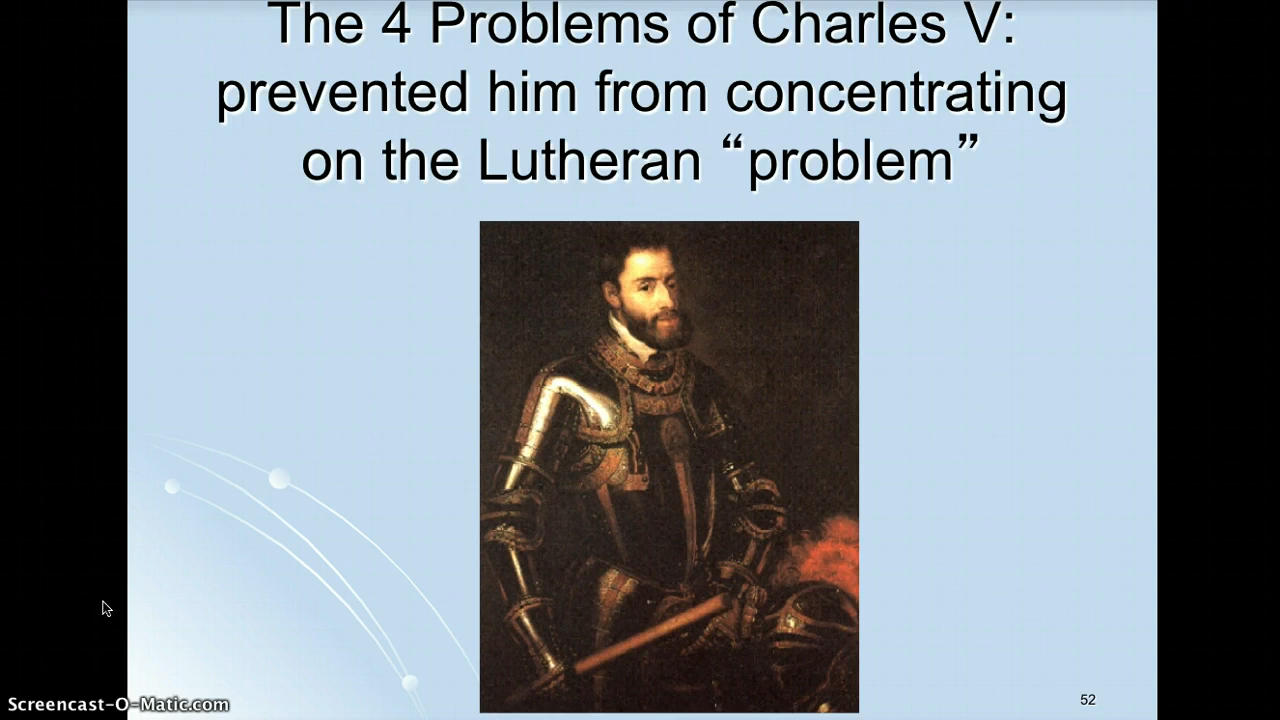 The 4 Problems of Charles V:
prevented him from concentrating
on the Lutheran “problem”
52
Screencast-O-Matic.com